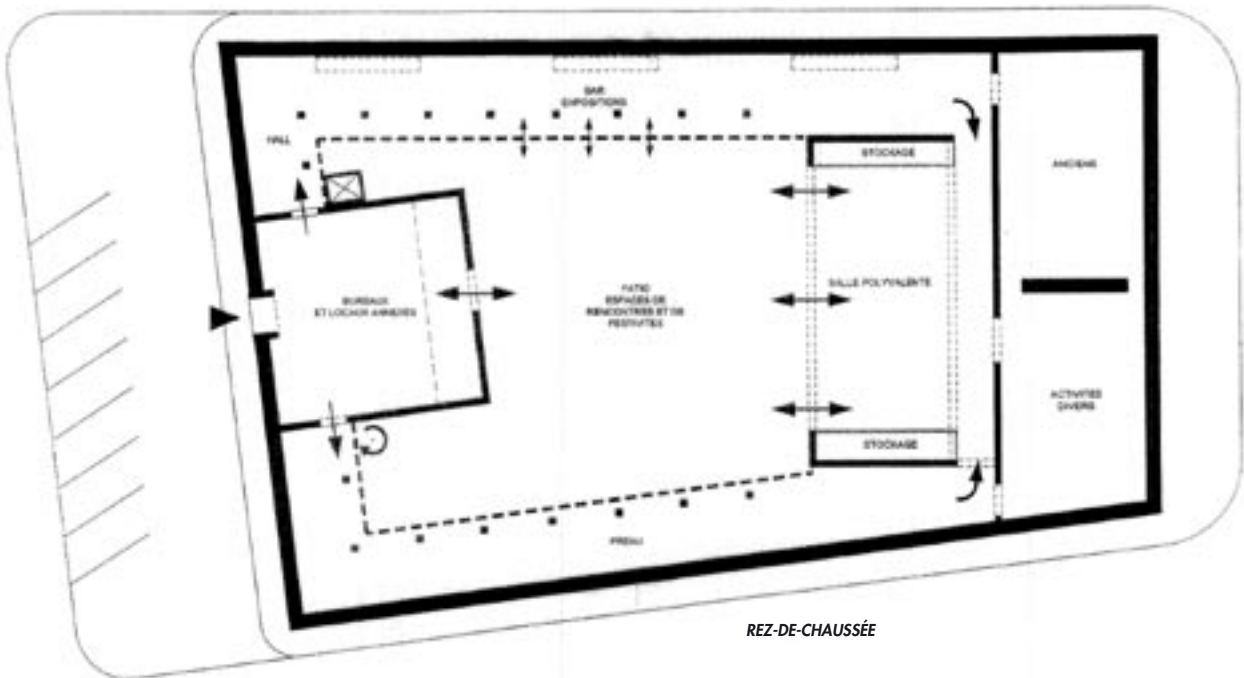 BAR
EXPOSITIONS
HALL
STOCKAGE
ANCIENS
BUREAUX
ET LOCAUX ANNEXES
PATIO
ESPACES DE
RENCONTRES ET DE
FESTIVITES
SALLE POLYVALENTE
ACTIVITES
DIVERS
STOCKAGE
PREAU
REZ-DE-CHAUSSÉE